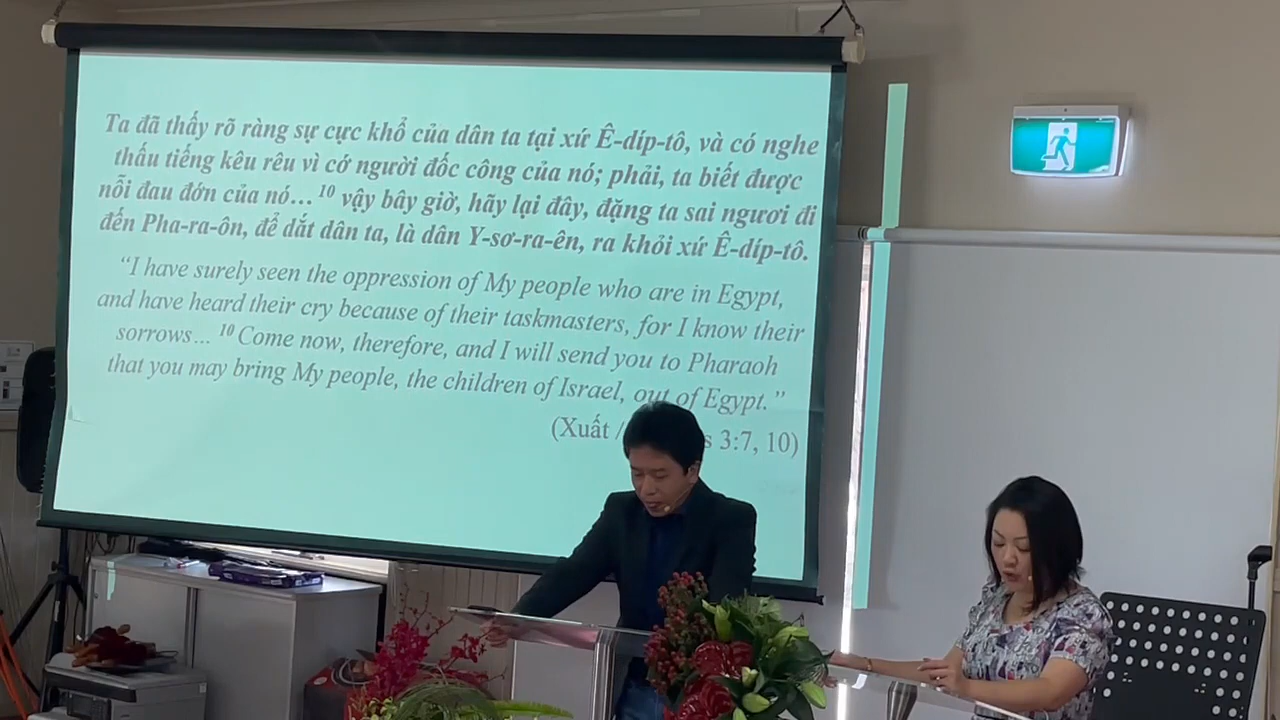 Ta đã thấy rõ ràng sự cực khổ của dân ta tại xứ Ê-díp-tô, và có nghe
thấu tiếng kêu rêu vì cớ người đốc công của nó; phải, ta biết được
nỗi đau đớn của nó... ¹⁰ vậy bây giờ, hãy lại đây, đặng ta sai ngươi đi
đến Pha-ra-ôn, để dắt dân ta, là dân Y-sơ-ra-ên, ra khỏi xứ Ê-díp-tô.
“I have surely seen the oppression of My people who are in Egypt,
and have heard their cry because of their taskmasters, for I know their
sorrows... ¹⁰ Come now, therefore, and I will send you to Pharaoh
that you may bring My people, the children of Israel, out of Egypt.”
(Xuất / 3:7, 10)